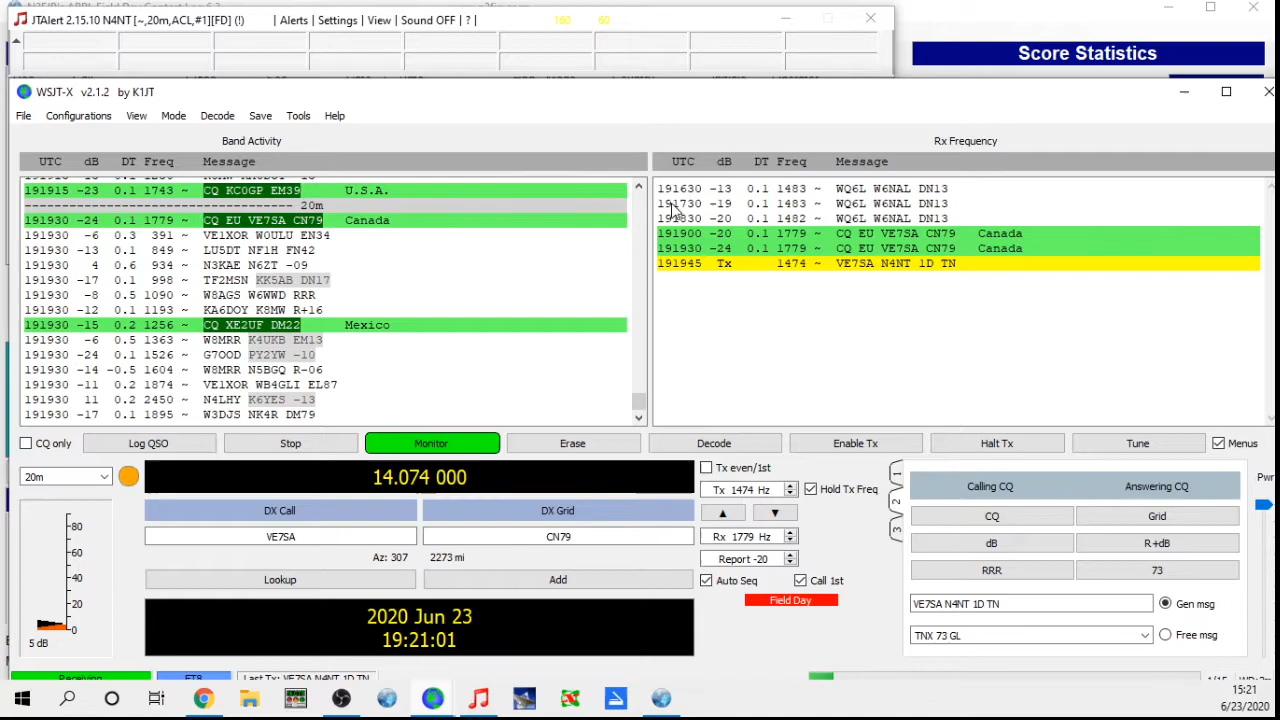 JTAlert 2.15.10 N4NT [~,20m,ACL,#1][FD] (!) | Alerts | Settings | View | Sound OFF | ? | 160 60
Score Statistics
WSJT-X v2.1.2 by K1JT
File Configurations View Mode Decode Save Tools Help
Band Activity
UTC dB DT Freq Message
191915 -23 0.1 1743 ~ CQ KC0GP EM39 U.S.A.
20m
191930 -24 0.1 1779 ~ CQ EU VE7SA CN79 Canada
191930 -6 0.3 391 ~ VE1XOR W0ULU EN34
191930 -13 0.1 849 ~ LU5DT NF1H FN42
191930 4 0.6 934 ~ N3KAE N6ZT -09
191930 -17 0.1 998 ~ TF2MSN KK5AB DN17
191930 -8 0.5 1090 ~ W8AGS W6WWD RRR
191930 -12 0.1 1193 ~ KA6DOY K8MW R+16
191930 -15 0.2 1256 ~ CQ XE2UF DM22 Mexico
191930 -6 0.5 1363 ~ W8MRR K4UKB EM13
191930 -24 0.1 1526 ~ G7OOD PY2YW -10
191930 -14 -0.5 1604 ~ W8MRR N5BGQ R-06
191930 -11 0.2 1874 ~ VE1XOR WB4GLI EL87
191930 11 0.2 2450 ~ N4LHY K6YES -13
191930 -17 0.1 1895 ~ W3DJS NK4R DM79
Rx Frequency
UTC dB DT Freq Message
191630 -13 0.1 1483 ~ WQ6L W6NAL DN13
191730 -19 0.1 1483 ~ WQ6L W6NAL DN13
191830 -20 0.1 1482 ~ WQ6L W6NAL DN13
191900 -20 0.1 1779 ~ CQ EU VE7SA CN79 Canada
191930 -24 0.1 1779 ~ CQ EU VE7SA CN79 Canada
191945 Tx 1474 ~ VE7SA N4NT 1D TN
CQ only Log QSO Stop Monitor Erase Decode Enable Tx Halt Tx Tune Menus
20m
14.074 000
DX Call DX Grid
VE7SA CN79
Az: 307 2273 mi
Lookup Add
2020 Jun 23
19:21:01
80
60
40
20
0
5 dB
Tx even/1st
Tx 1474 Hz Hold Tx Freq
▲ ▼
Rx 1779 Hz
Report -20
Auto Seq Call 1st
Field Day
1
2
3
Calling CQ Answering CQ
CQ Grid
dB R+dB
RRR 73
VE7SA N4NT 1D TN Gen msg
TNX 73 GL Free msg
Pwr
Receiving FT8 Last Tx: VE7SA N4NT 1D TN 1/15
15:21
6/23/2020